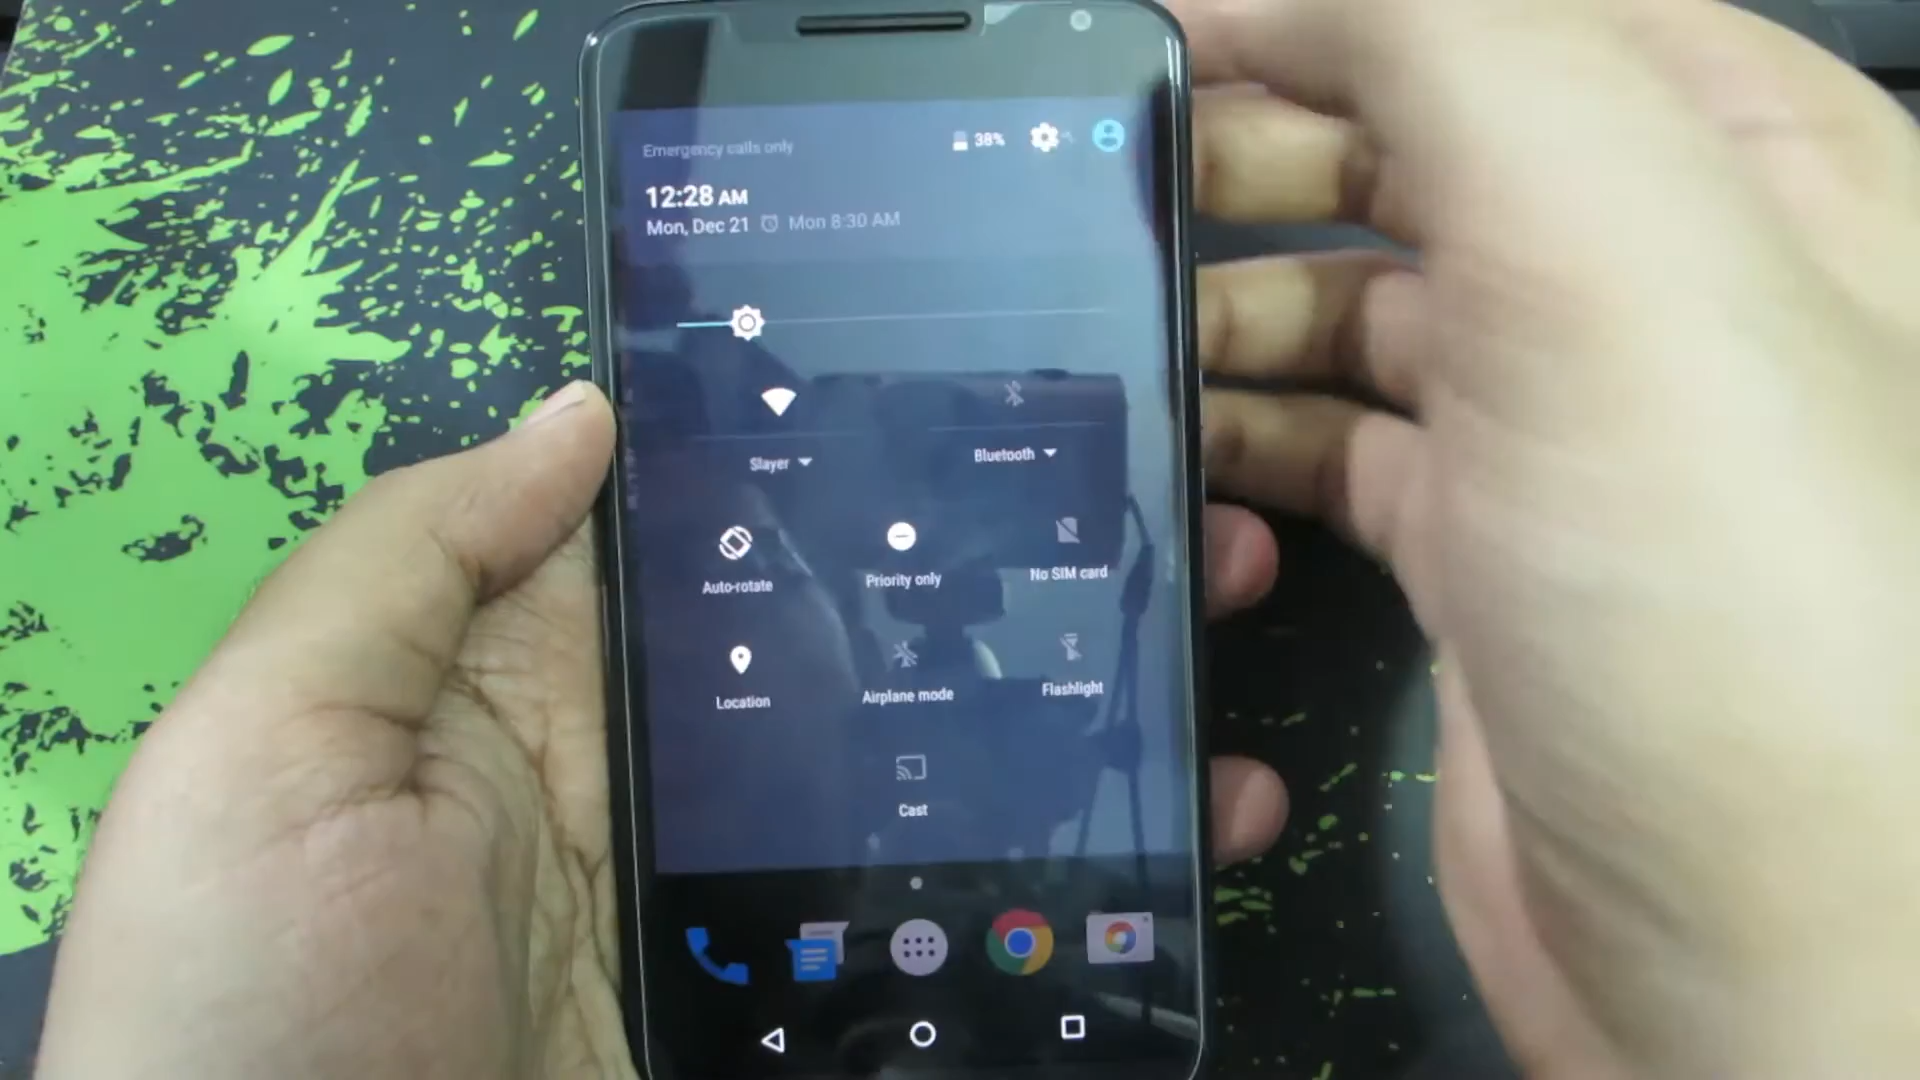 Emergency calls only
38%
12:28 AM
Mon, Dec 21 Mon 8:30 AM
Slayer
Bluetooth
Auto-rotate
Priority only
No SIM card
Location
Airplane mode
Flashlight
Cast